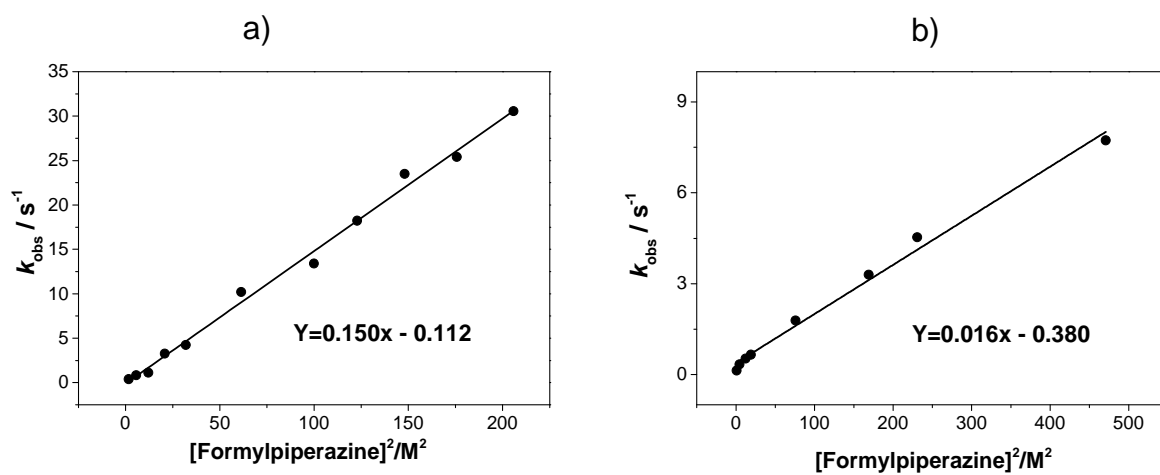 a)
35
30
25
20
15
10
5
0
k_obs / s^-1
0 50 100 150 200
[Formylpiperazine]^2/M^2
Y=0.150x - 0.112
b)
9
6
3
0
k_obs / s^-1
0 100 200 300 400 500
[Formylpiperazine]^2/M^2
Y=0.016x - 0.380